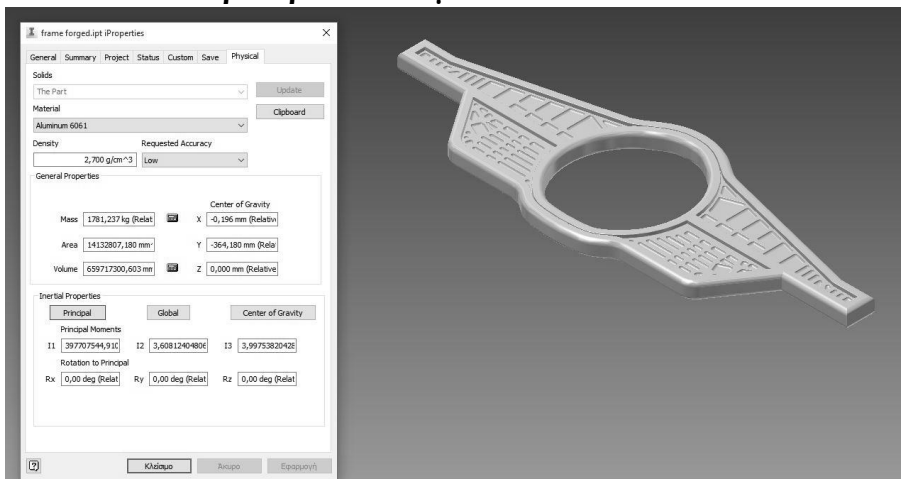 frame forged.ipt iProperties
General Summary Project Status Custom Save Physical
Solids
The Part
Update
Material
Clipboard
Aluminum 6061
Density Requested Accuracy
2,700 g/cm^3 Low
General Properties
Center of Gravity
Mass 1781,237 kg (Relat X -0,196 mm (Relativ
Area 14132807,180 mm Y -364,180 mm (Rela
Volume 659717300,603 mm Z 0,000 mm (Relative
Inertial Properties
Principal Global Center of Gravity
Principal Moments
I1 397707544,910 I2 3,60812404806 I3 3,99753820428
Rotation to Principal
Rx 0,00 deg (Relat Ry 0,00 deg (Relat Rz 0,00 deg (Relat
Κλείσιμο Άκυρο Εφαρμογή